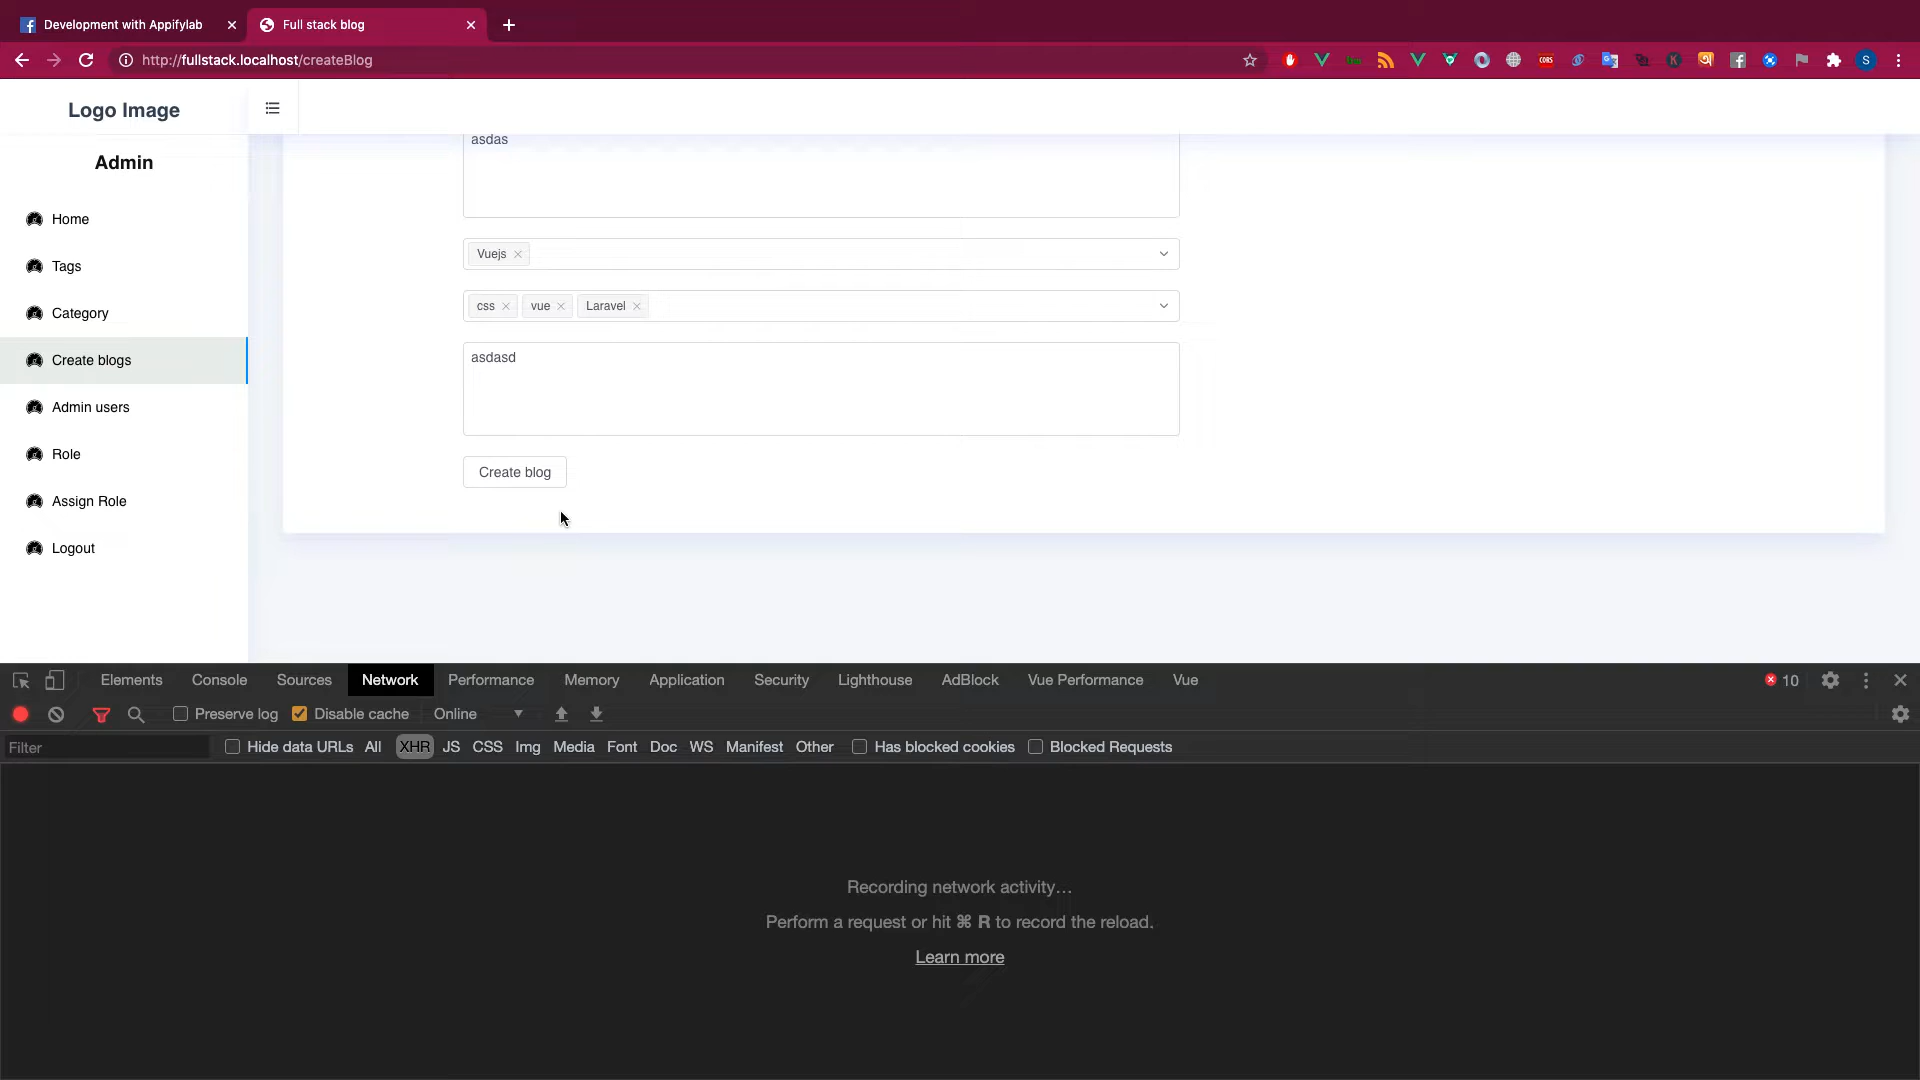 Development with Appifylab
Full stack blog
http://fullstack.localhost/createBlog
CORS
K
S
Logo Image
Admin
Home
Tags
Category
Create blogs
Admin users
Role
Assign Role
Logout
asdas
Vuejs
css vue Laravel
asdasd
Create blog
Elements Console Sources Network Performance Memory Application Security Lighthouse AdBlock Vue Performance Vue 10
Preserve log Disable cache Online
Filter Hide data URLs All XHR JS CSS Img Media Font Doc WS Manifest Other Has blocked cookies Blocked Requests
Recording network activity…
Perform a request or hit ⌘ R to record the reload.
Learn more